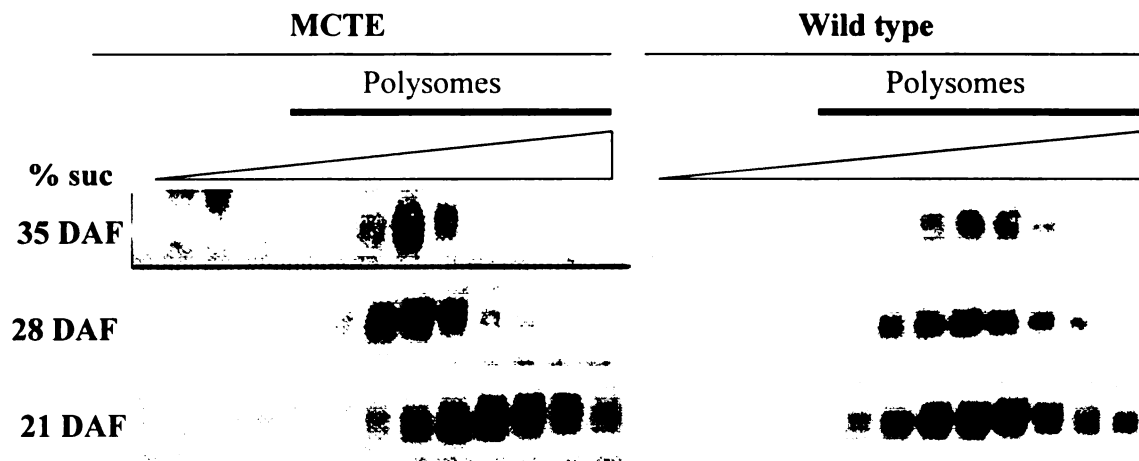 MCTE Wild type
Polysomes Polysomes
% suc
35 DAF
28 DAF
21 DAF